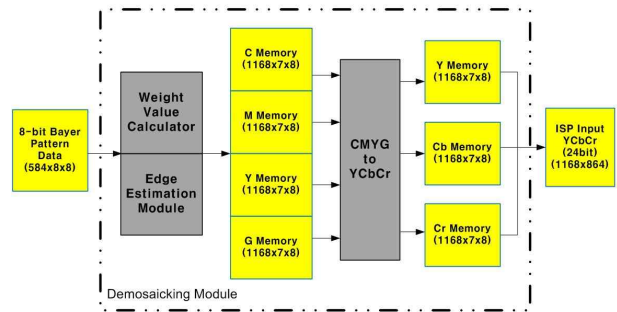 8-bit Bayer
Pattern
Data
(584x8x8)
Weight
Value
Calculator
Edge
Estimation
Module
C Memory
(1168x7x8)
M Memory
(1168x7x8)
Y Memory
(1168x7x8)
G Memory
(1168x7x8)
CMYG
to
YCbCr
Y Memory
(1168x7x8)
Cb Memory
(1168x7x8)
Cr Memory
(1168x7x8)
ISP Input
YCbCr
(24bit)
(1168x864)
Demosaicking Module